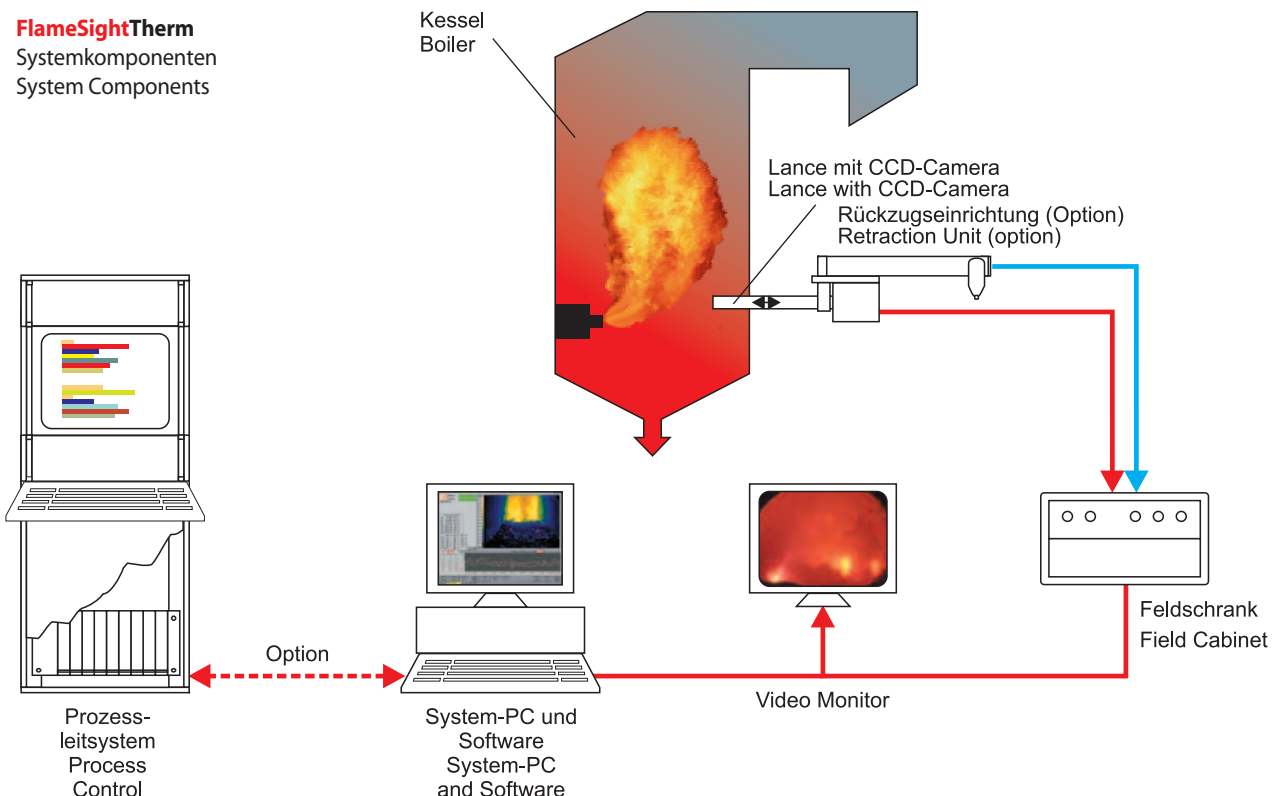 FlameSightTherm
Systemkomponenten
System Components
Kessel
Boiler
Lance mit CCD-Camera
Lance with CCD-Camera
Rückzugseinrichtung (Option)
Retraction Unit (option)
Feldschrank
Field Cabinet
Option
Video Monitor
Prozess-
leitsystem
Process
Control
System-PC und
Software
System-PC
and Software